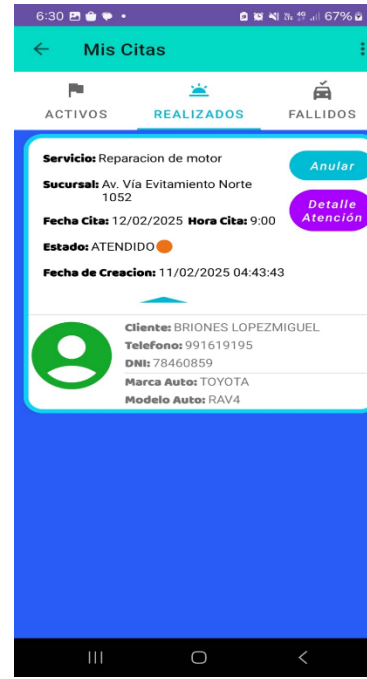 6:30 67%
Mis Citas
ACTIVOS REALIZADOS FALLIDOS
Servicio: Reparacion de motor
Anular
Sucursal: Av. Vía Evitamiento Norte
1052
Detalle
Atención
Fecha Cita: 12/02/2025 Hora Cita: 9:00
Estado: ATENDIDO
Fecha de Creacion: 11/02/2025 04:43:43
Cliente: BRIONES LOPEZMIGUEL
Telefono: 991619195
DNI: 78460859
Marca Auto: TOYOTA
Modelo Auto: RAV4